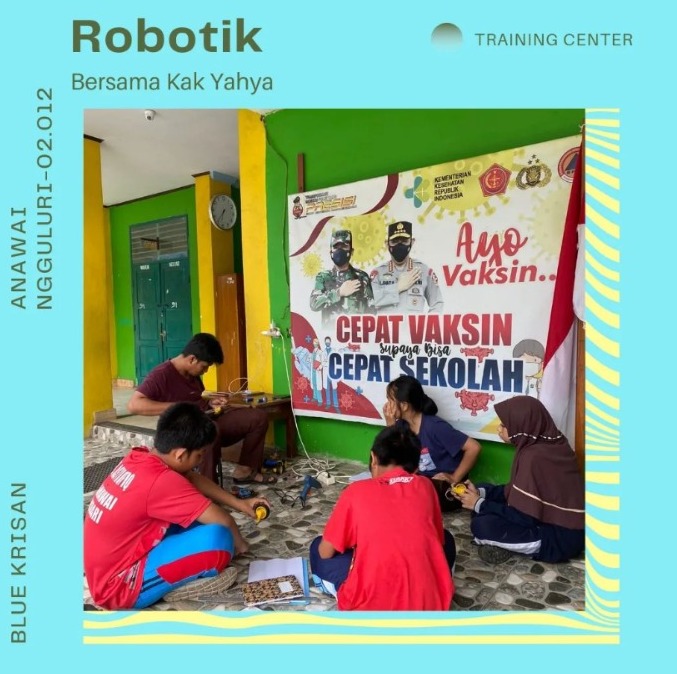 Robotik
Bersama Kak Yahya
TRAINING CENTER
ANAWAI
NGGULURI-02.012
BLUE KRISAN
KEMENTERIAN
KESEHATAN
REPUBLIK
INDONESIA
Ayo
Vaksin..
CEPAT VAKSIN
supaya Bisa
CEPAT SEKOLAH